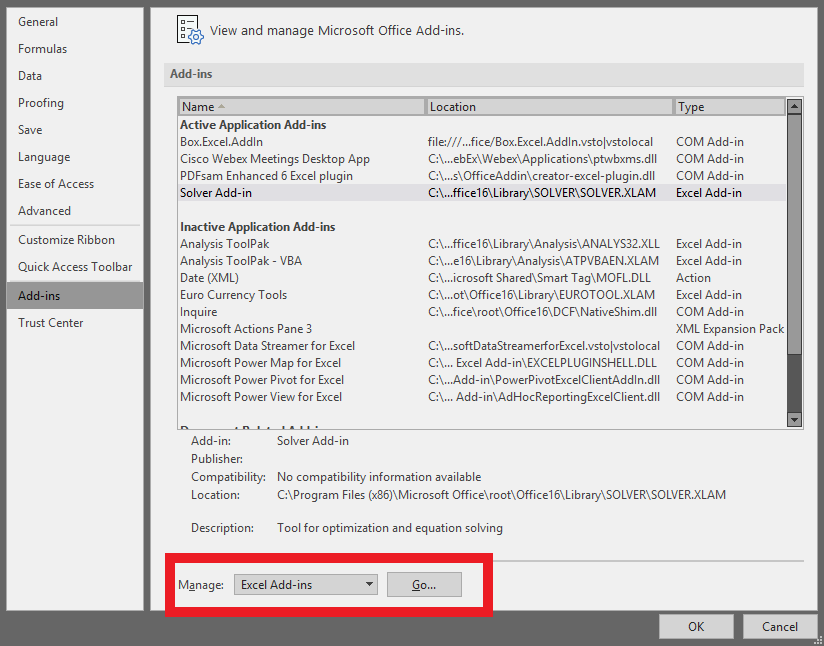 General
Formulas
Data
Proofing
Save
Language
Ease of Access
Advanced
Customize Ribbon
Quick Access Toolbar
Add-ins
Trust Center
View and manage Microsoft Office Add-ins.
Add-ins
Name Location Type
Active Application Add-ins
Box.Excel.AddIn file:///...fice/Box.Excel.AddIn.vsto|vstolocal COM Add-in
Cisco Webex Meetings Desktop App C:\...ebEx\Webex\Applications\ptwbxms.dll COM Add-in
PDFsam Enhanced 6 Excel plugin C:\...s\OfficeAddin\creator-excel-plugin.dll COM Add-in
Solver Add-in C:\...ffice16\Library\SOLVER\SOLVER.XLAM Excel Add-in
Inactive Application Add-ins
Analysis ToolPak C:\...ffice16\Library\Analysis\ANALYS32.XLL Excel Add-in
Analysis ToolPak - VBA C:\...e16\Library\Analysis\ATPVBAEN.XLAM Excel Add-in
Date (XML) C:\...icrosoft Shared\Smart Tag\MOFL.DLL Action
Euro Currency Tools C:\...ot\Office16\Library\EUROTOOL.XLAM Excel Add-in
Inquire C:\...fice\root\Office16\DCF\NativeShim.dll COM Add-in
Microsoft Actions Pane 3 XML Expansion Pack
Microsoft Data Streamer for Excel C:\...softDataStreamerforExcel.vsto|vstolocal COM Add-in
Microsoft Power Map for Excel C:\... Excel Add-in\EXCELPLUGINSHELL.DLL COM Add-in
Microsoft Power Pivot for Excel C:\...Add-in\PowerPivotExcelClientAddIn.dll COM Add-in
Microsoft Power View for Excel C:\... Add-in\AdHocReportingExcelClient.dll COM Add-in
Add-in: Solver Add-in
Publisher:
Compatibility: No compatibility information available
Location: C:\Program Files (x86)\Microsoft Office\root\Office16\Library\SOLVER\SOLVER.XLAM
Description: Tool for optimization and equation solving
Manage: Excel Add-ins Go...
OK Cancel